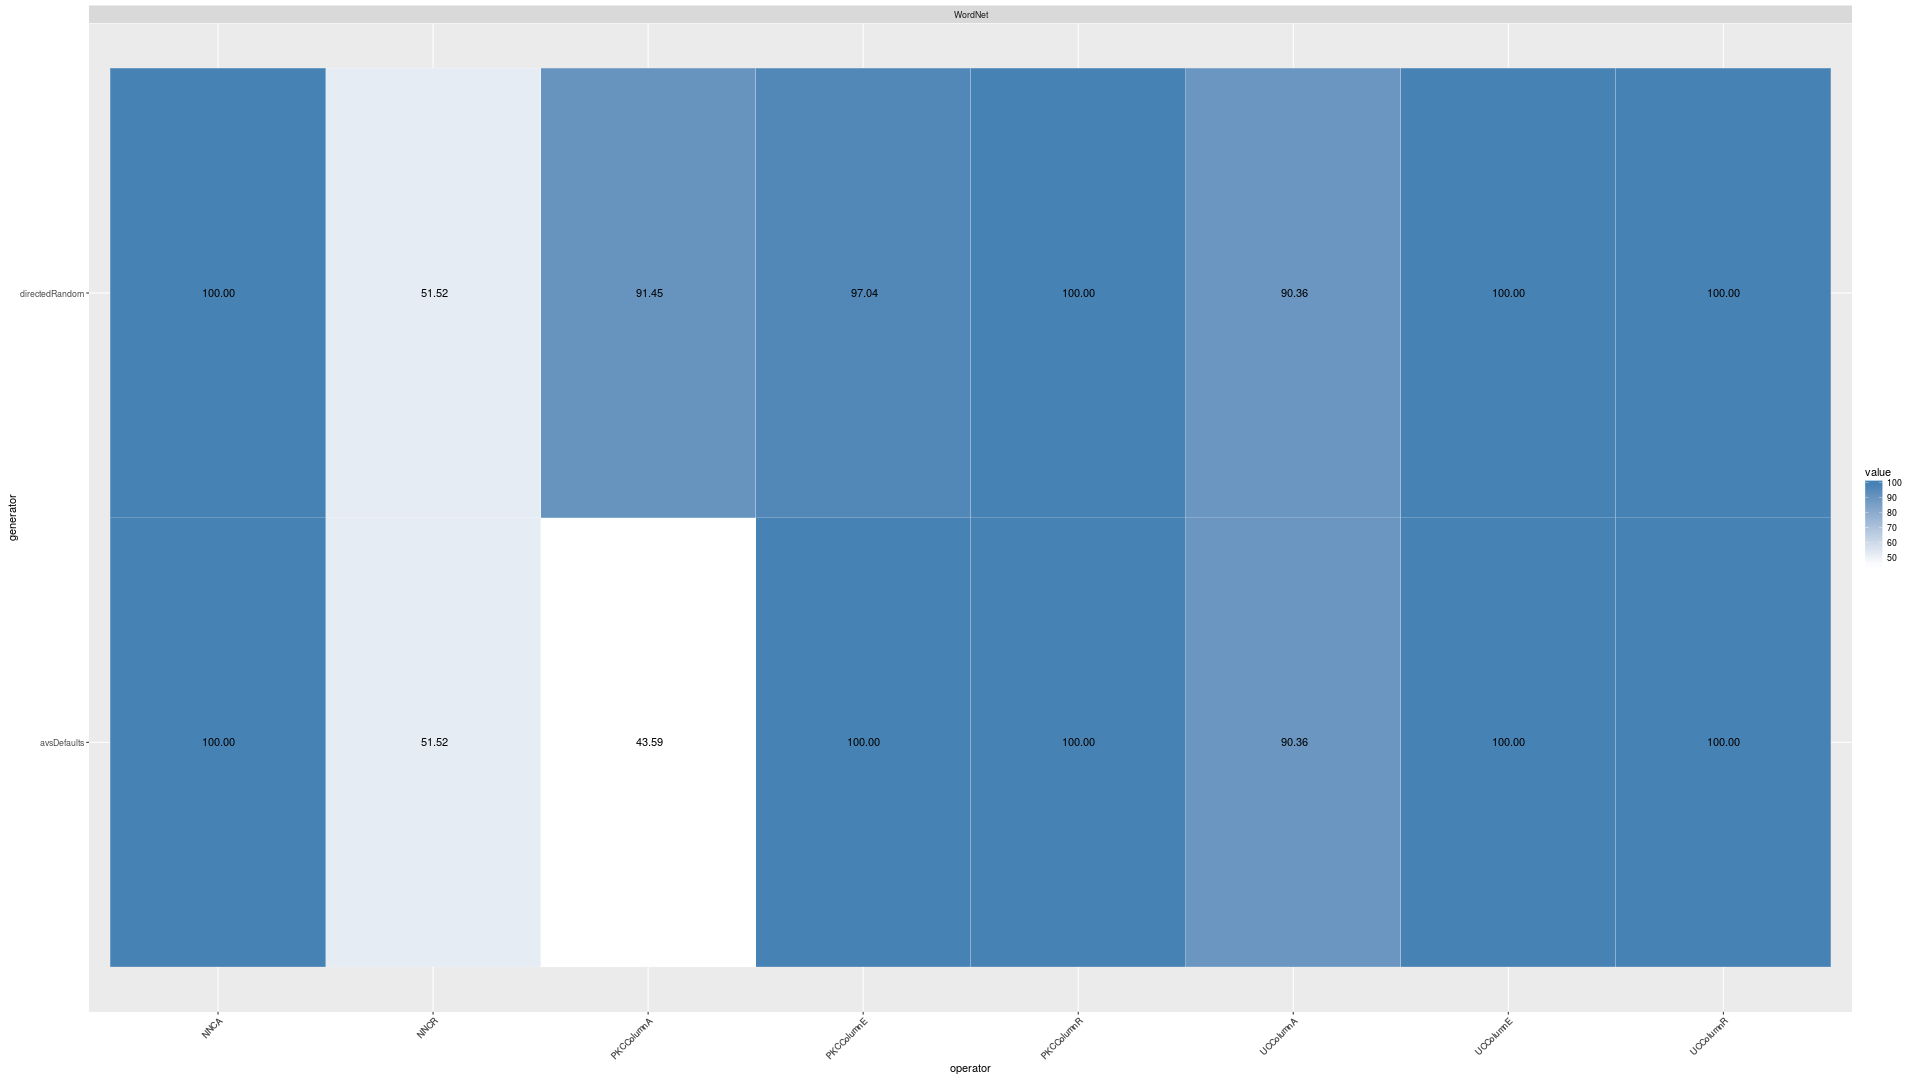 WordNet
generator
directedRandom
100.00 51.52 91.45 97.04 100.00 90.36 100.00 100.00
avsDefaults
100.00 51.52 43.59 100.00 100.00 90.36 100.00 100.00
NNCA NNCR PKCColumnA PKCColumnE PKCColumnR UCColumnA UCColumnE UCColumnR
operator
value
100
90
80
70
60
50